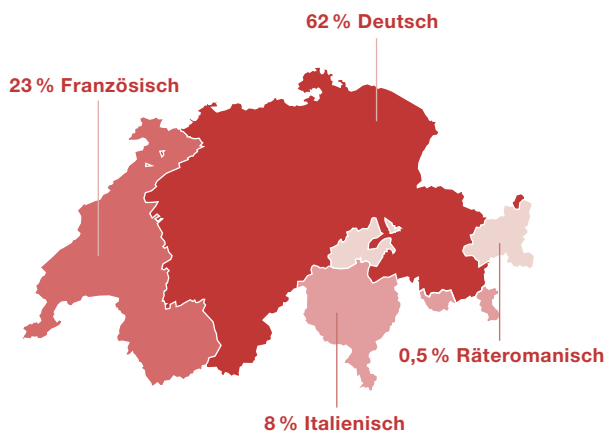 62 % Deutsch
23 % Französisch
0,5 % Räteromanisch
8 % Italienisch